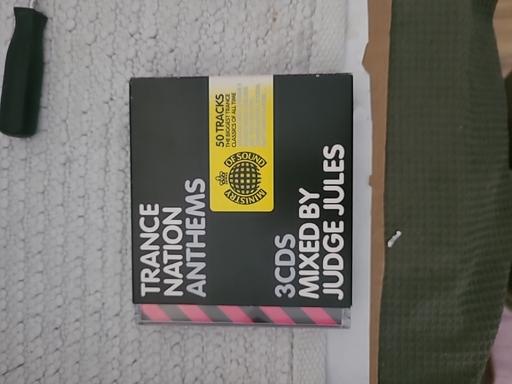 TRANCE
NATION
ANTHEMS
50 TRACKS
THE BIGGEST TRANCE
CLASSICS OF ALL TIME
MINISTRY
OF SOUND
3CDS
MIXED BY
JUDGE JULES